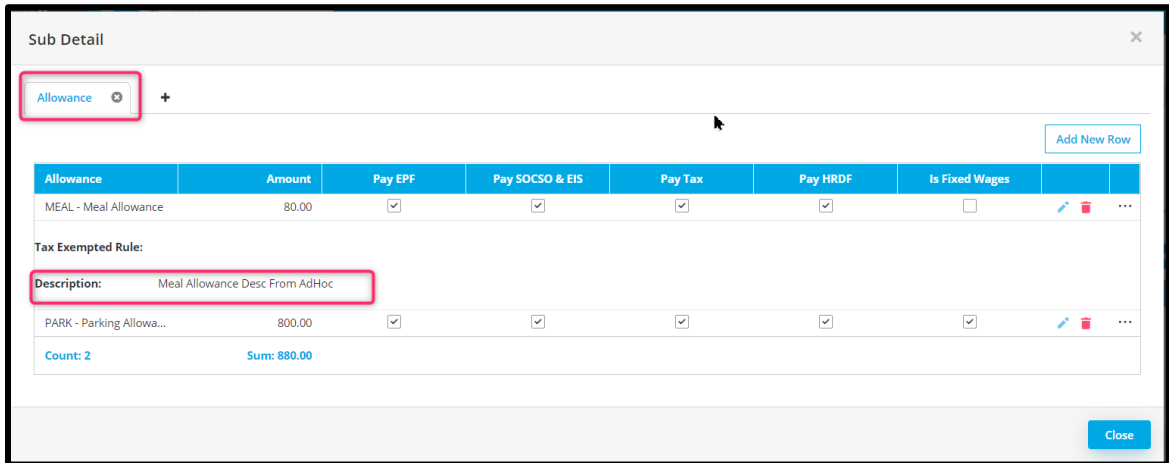 Sub Detail
Allowance
Add New Row
Allowance Amount Pay EPF Pay SOCSO & EIS Pay Tax Pay HRDF Is Fixed Wages
MEAL - Meal Allowance 80.00
Tax Exempted Rule:
Description: Meal Allowance Desc From AdHoc
PARK - Parking Allowa... 800.00
Count: 2 Sum: 880.00
Close